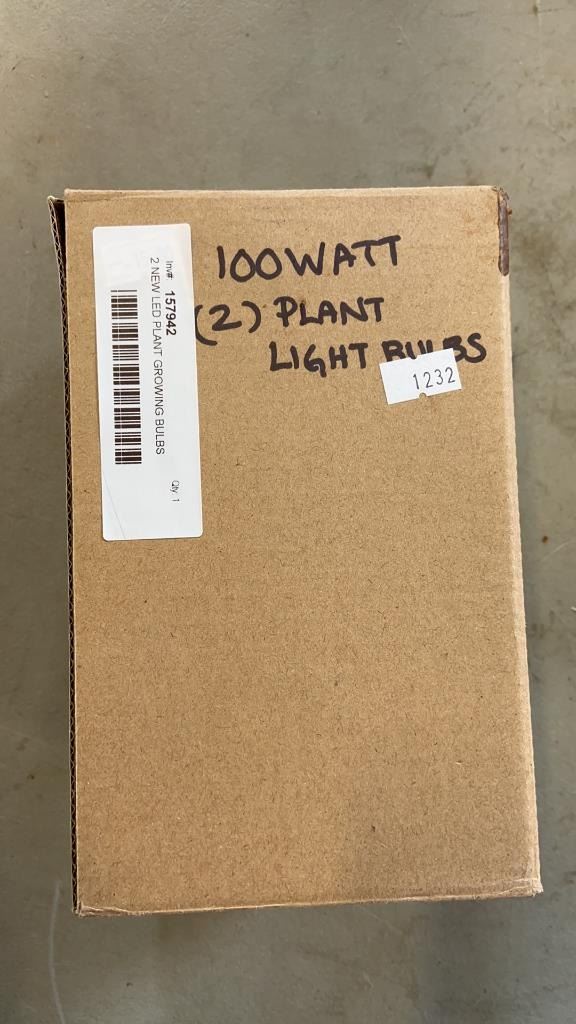 100WATT
(2) PLANT
LIGHT BULBS
1232
Inv# 157942
2 NEW LED PLANT GROWING BULBS
Qty 1